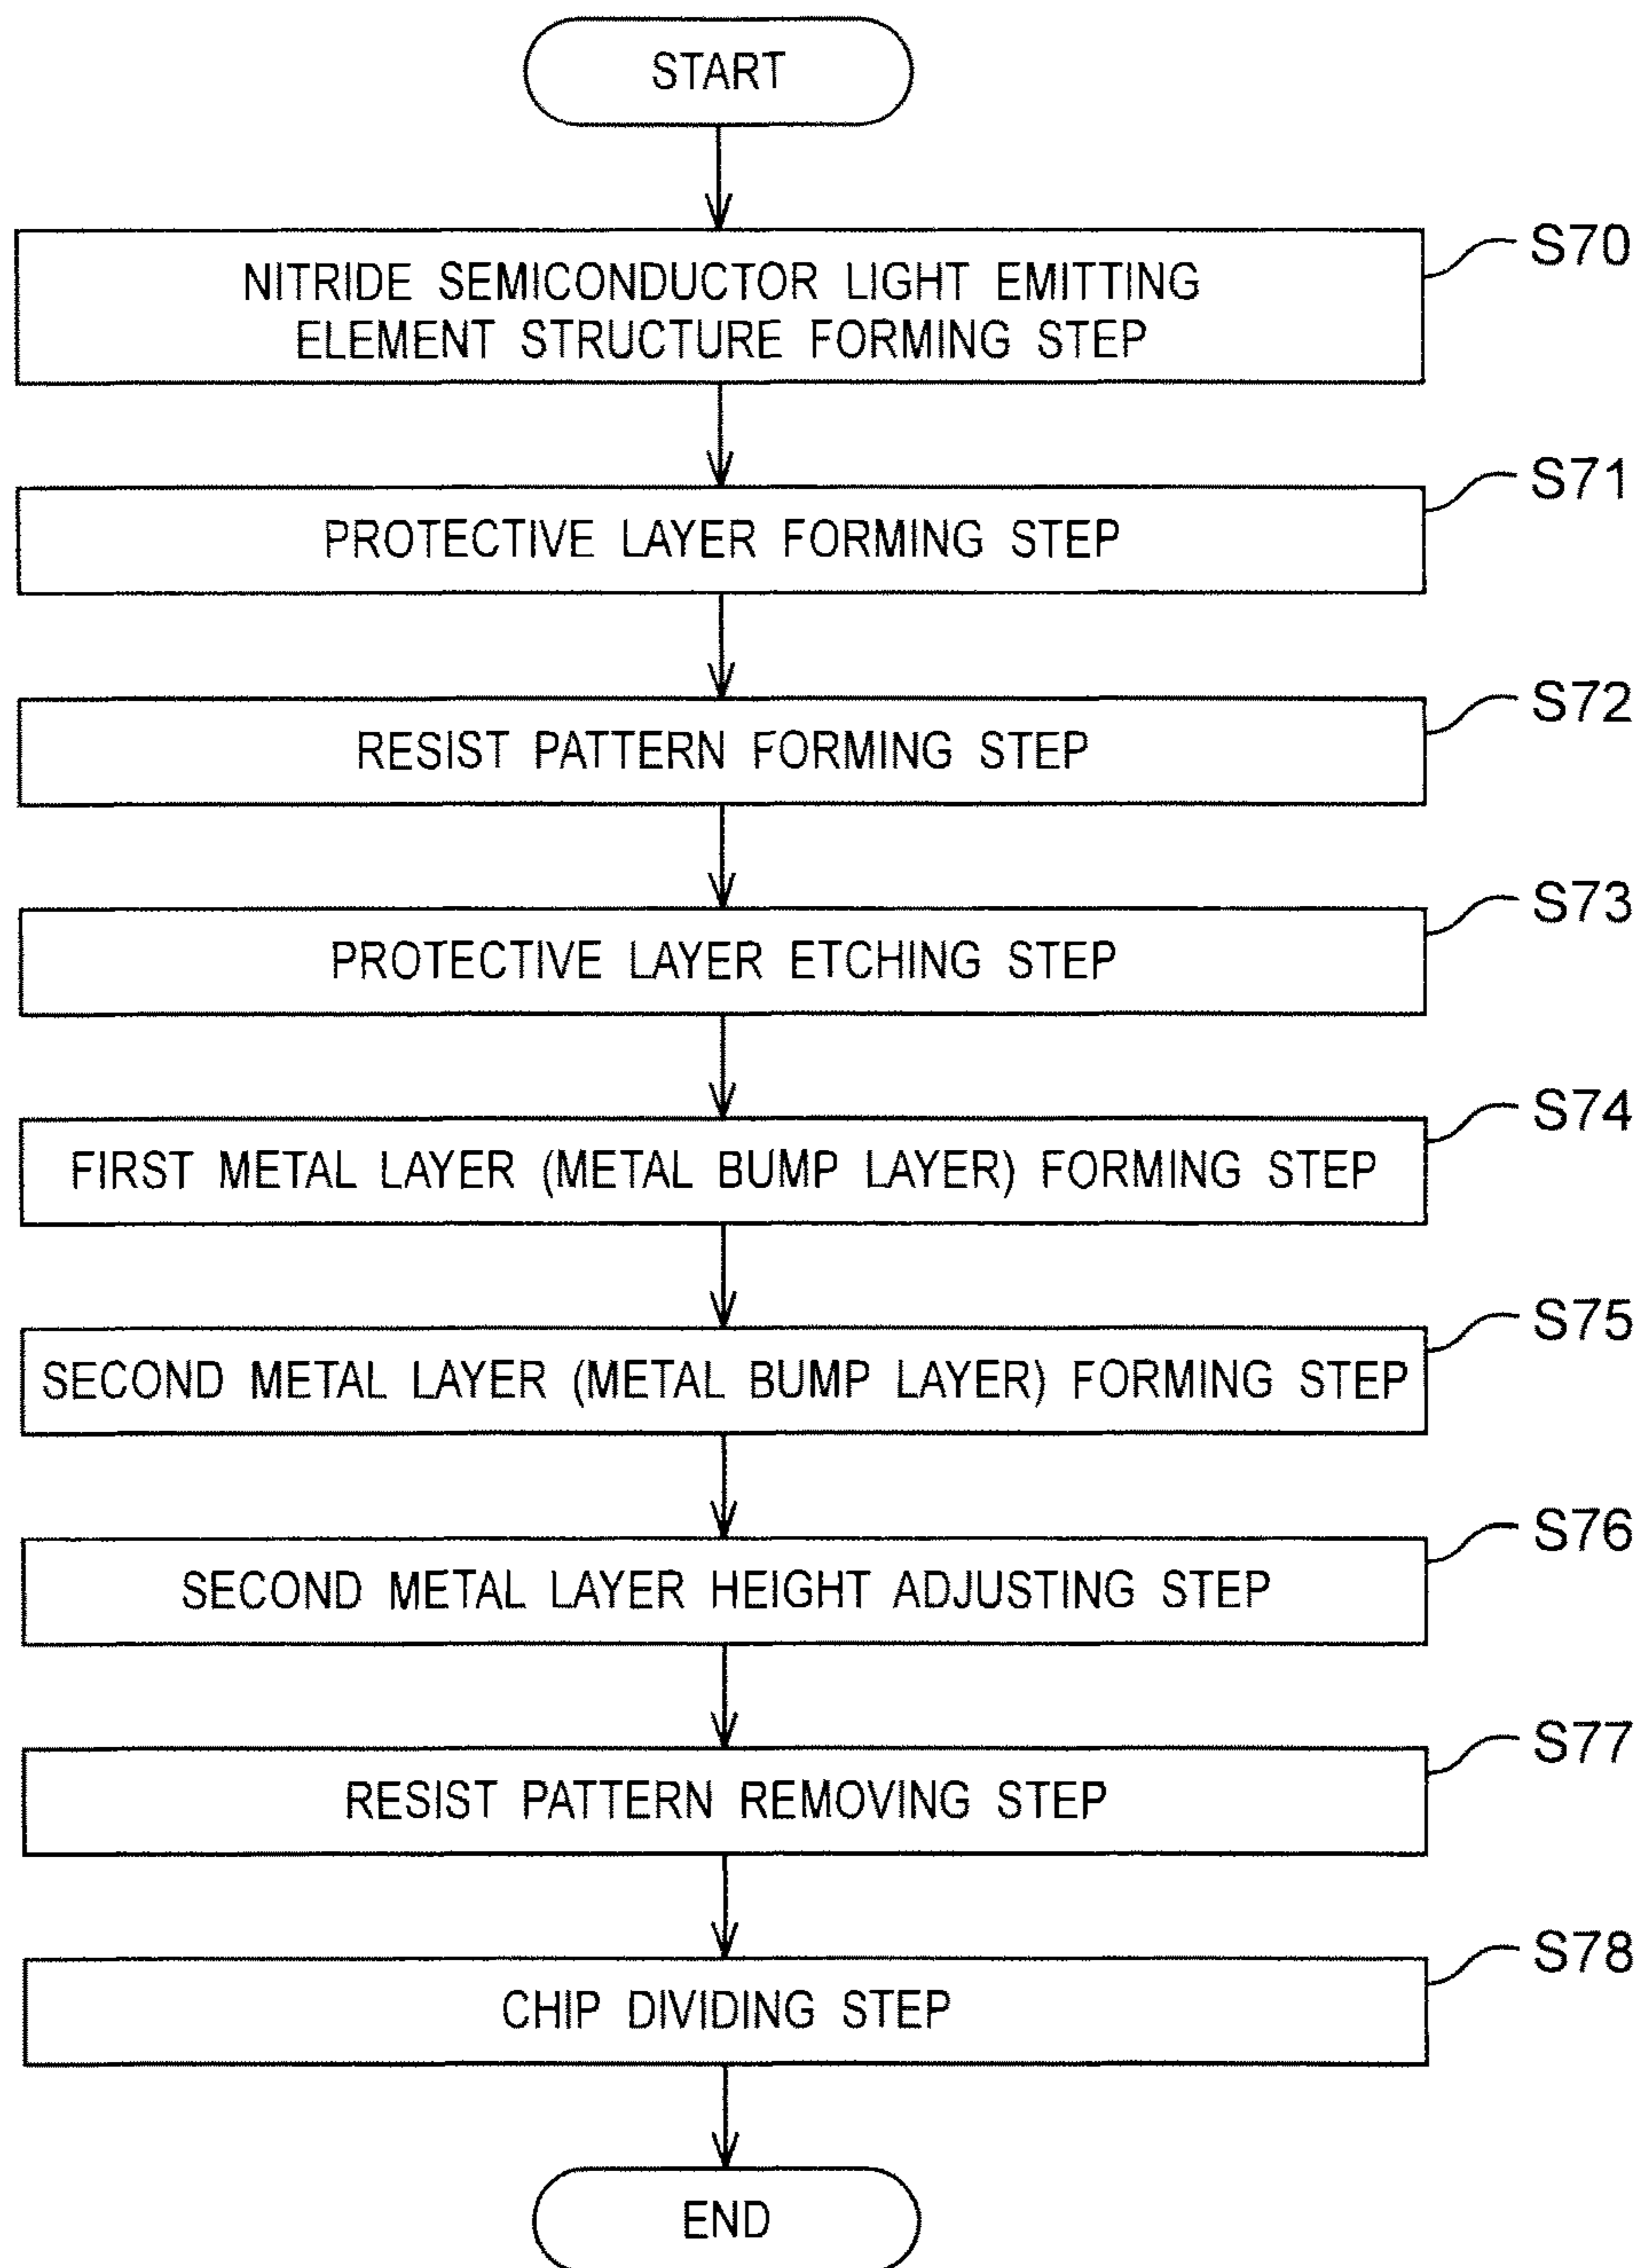 START
S70
NITRIDE SEMICONDUCTOR LIGHT EMITTING
ELEMENT STRUCTURE FORMING STEP
S71
PROTECTIVE LAYER FORMING STEP
S72
RESIST PATTERN FORMING STEP
S73
PROTECTIVE LAYER ETCHING STEP
S74
FIRST METAL LAYER (METAL BUMP LAYER) FORMING STEP
S75
SECOND METAL LAYER (METAL BUMP LAYER) FORMING STEP
S76
SECOND METAL LAYER HEIGHT ADJUSTING STEP
S77
RESIST PATTERN REMOVING STEP
S78
CHIP DIVIDING STEP
END